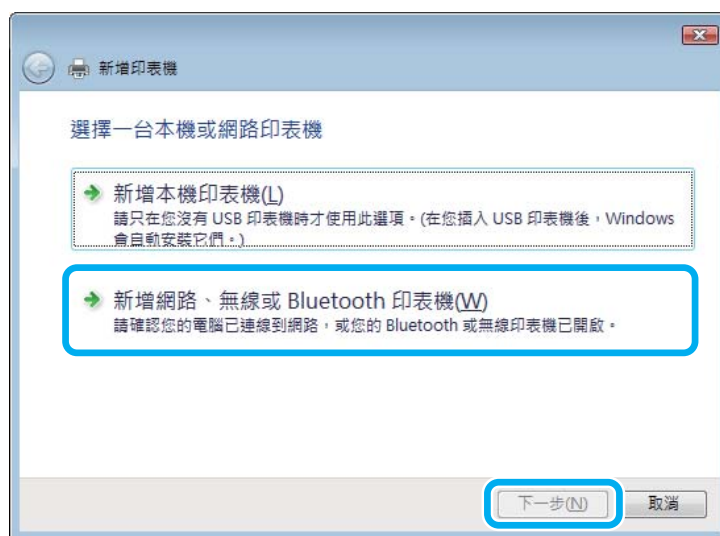 新增印表機
選擇一台本機或網路印表機
新增本機印表機(L)
請只在您沒有 USB 印表機時才使用此選項。(在您插入 USB 印表機後，Windows
會自動安裝它們。)
新增網路、無線或 Bluetooth 印表機(W)
請確認您的電腦已連線到網路，或您的 Bluetooth 或無線印表機已開啟。
下一步(N) 取消